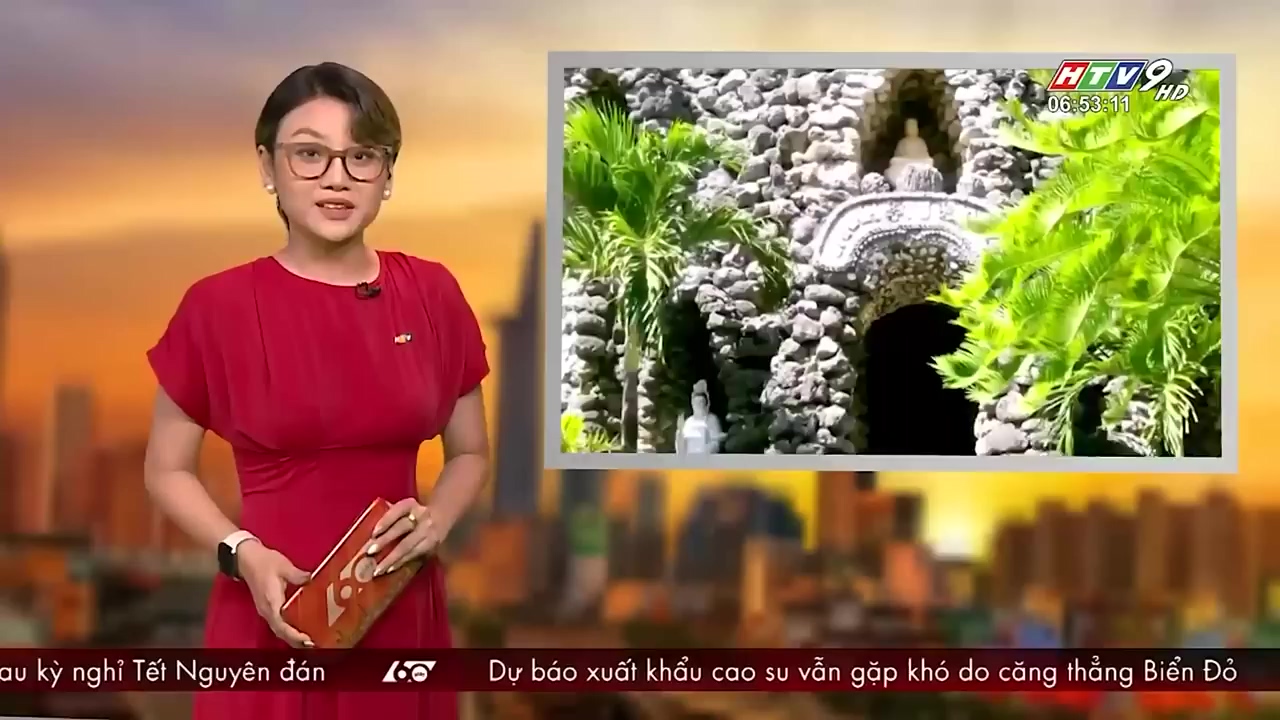 HTV9
HD
06:53:11
au kỳ nghỉ Tết Nguyên đán
60
Dự báo xuất khẩu cao su vẫn gặp khó do căng thẳng Biển Đỏ